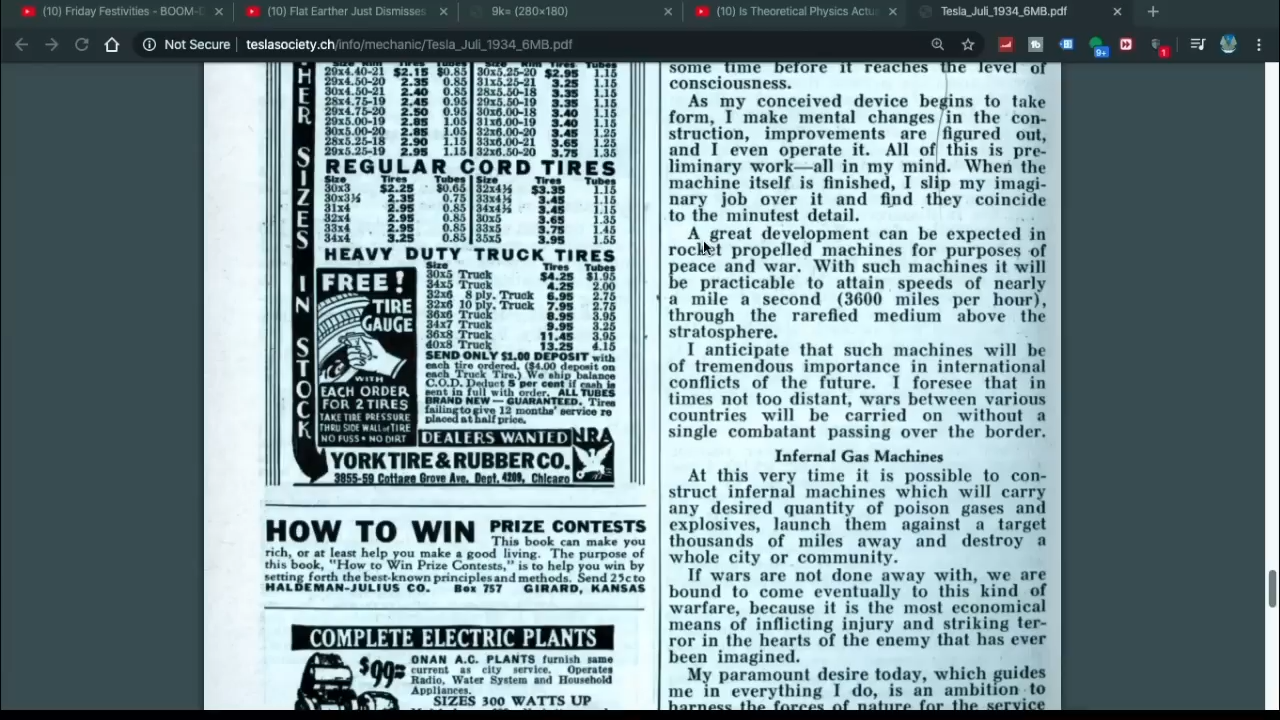 (10) Friday Festivities - BOOM-D
(10) Flat Earther Just Dismisses
9k= (280×180)
(10) Is Theoretical Physics Actua
Tesla_Juli_1934_6MB.pdf
Not Secure
teslasociety.ch/info/mechanic/Tesla_Juli_1934_6MB.pdf
9+
1
HER SIZES IN STOCK
Size Rim Tires Tubes Size Rim Tires Tubes
29x4.40-21 $2.15 $0.85 30x5.25-20 $2.95 1.15
29x4.50-20 2.35 0.85 31x5.25-21 3.25 1.15
30x4.50-21 2.40 0.85 28x5.50-18 3.35 1.15
28x4.75-19 2.45 0.95 29x5.50-19 3.35 1.15
29x4.75-20 2.50 0.95 30x6.00-18 3.40 1.15
29x5.00-19 2.85 1.05 31x6.00-19 3.40 1.15
30x5.00-20 2.85 1.05 32x6.00-20 3.45 1.25
28x5.25-18 2.90 1.15 33x6.00-21 3.65 1.25
29x5.25-19 2.95 1.15 32x6.50-20 3.75 1.35
REGULAR CORD TIRES
Size Tires Tubes Size Tires Tubes
30x3 $2.25 $0.65 32x4½ $3.35 1.15
30x3½ 2.35 0.75 33x4½ 3.45 1.15
31x4 2.95 0.85 34x4½ 3.45 1.15
32x4 2.95 0.85 30x5 3.65 1.35
33x4 2.95 0.85 33x5 3.75 1.45
34x4 3.25 0.85 35x5 3.95 1.55
HEAVY DUTY TRUCK TIRES
Size Tires Tubes
30x5 Truck $4.25 $1.95
34x5 Truck 4.25 2.00
32x6 8 ply. Truck 6.95 2.75
32x6 10 ply. Truck 7.95 2.75
36x6 Truck 8.95 3.95
34x7 Truck 9.95 3.25
36x8 Truck 11.45 3.95
40x8 Truck 13.25 4.15
FREE!
TIRE
GAUGE
WITH
EACH ORDER
FOR 2 TIRES
TAKE TIRE PRESSURE
THRU SIDE WALL of TIRE
NO FUSS • NO DIRT
SEND ONLY $1.00 DEPOSIT with
each tire ordered. ($4.00 deposit on
each Truck Tire.) We ship balance
C.O.D. Deduct 5 per cent if cash is
sent in full with order. ALL TUBES
BRAND NEW — GUARANTEED. Tires
failing to give 12 months' service re
placed at half price.
DEALERS WANTED
NRA
YORK TIRE & RUBBER CO.
3855-59 Cottage Grove Ave. Dept. 4209, Chicago
HOW TO WIN PRIZE CONTESTS
This book can make you
rich, or at least help you make a good living. The purpose of
this book, "How to Win Prize Contests," is to help you win by
setting forth the best-known principles and methods. Send 25c to
HALDEMAN-JULIUS CO. Box 757 GIRARD, KANSAS
COMPLETE ELECTRIC PLANTS
$99
ONAN A.C. PLANTS furnish same
current as city service. Operates
Radio, Water System and Household
Appliances.
SIZES 300 WATTS UP
some time before it reaches the level of
consciousness.
As my conceived device begins to take
form, I make mental changes in the con-
struction, improvements are figured out,
and I even operate it. All of this is pre-
liminary work—all in my mind. When the
machine itself is finished, I slip my imagi-
nary job over it and find they coincide
to the minutest detail.
A great development can be expected in
rocket propelled machines for purposes of
peace and war. With such machines it will
be practicable to attain speeds of nearly
a mile a second (3600 miles per hour),
through the rarefied medium above the
stratosphere.
I anticipate that such machines will be
of tremendous importance in international
conflicts of the future. I foresee that in
times not too distant, wars between various
countries will be carried on without a
single combatant passing over the border.
Infernal Gas Machines
At this very time it is possible to con-
struct infernal machines which will carry
any desired quantity of poison gases and
explosives, launch them against a target
thousands of miles away and destroy a
whole city or community.
If wars are not done away with, we are
bound to come eventually to this kind of
warfare, because it is the most economical
means of inflicting injury and striking ter-
ror in the hearts of the enemy that has ever
been imagined.
My paramount desire today, which guides
me in everything I do, is an ambition to
harness the forces of nature for the service